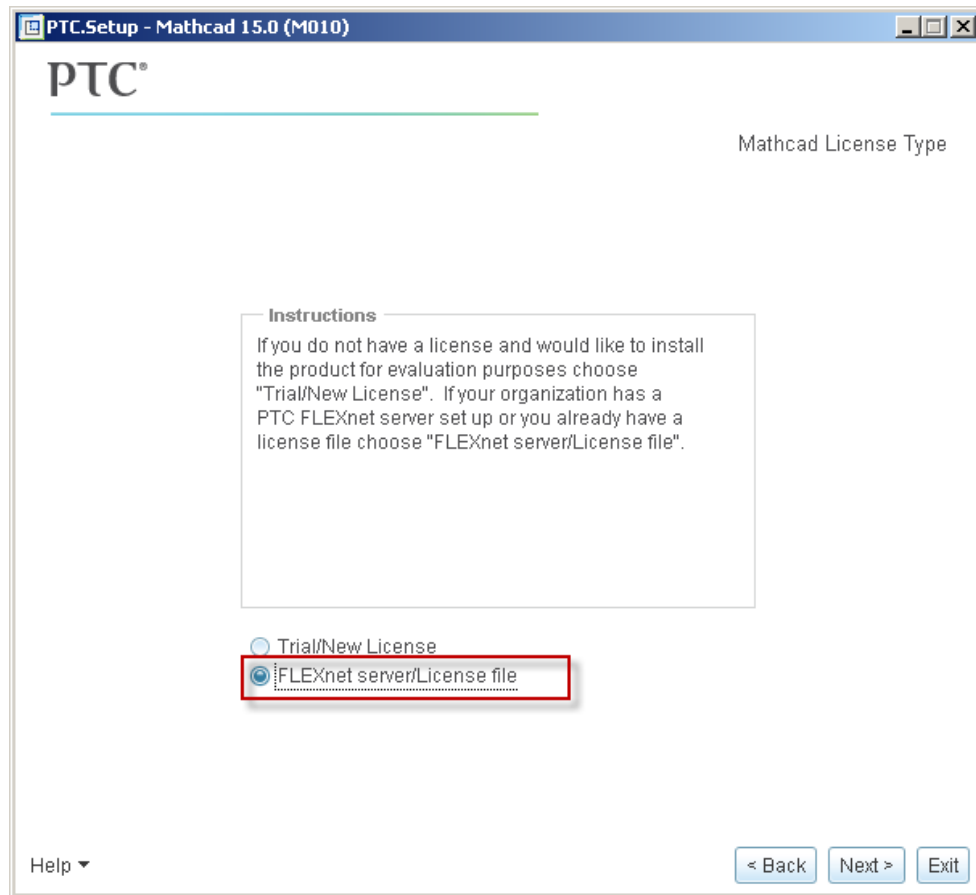 PTC.Setup - Mathcad 15.0 (M010)
PTC®
Mathcad License Type
Instructions
If you do not have a license and would like to install
the product for evaluation purposes choose
"Trial/New License". If your organization has a
PTC FLEXnet server set up or you already have a
license file choose "FLEXnet server/License file".
Trial/New License
FLEXnet server/License file
Help
< Back Next > Exit